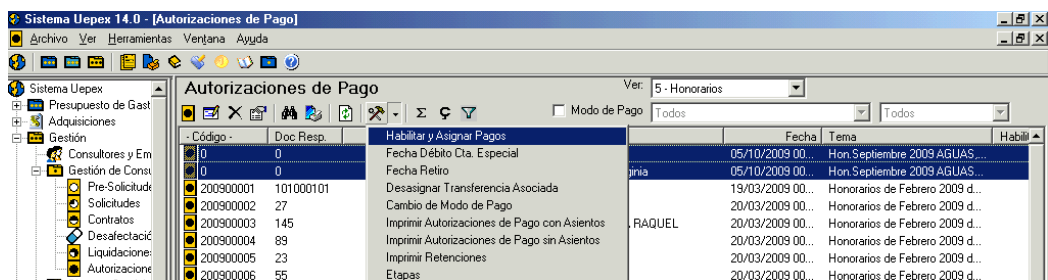 Sistema Uepex 14.0 - [Autorizaciones de Pago]
Archivo Ver Herramientas Ventana Ayuda
Sistema Uepex
Presupuesto de Gast
Adquisiciones
Gestión
Consultores y Em
Gestión de Consu
Pre-Solicitude
Solicitudes
Contratos
Desafectació
Liquidacione
Autorizacione
Autorizaciones de Pago
Ver: 5 - Honorarios
Modo de Pago Todos Todos
- Código - Doc Resp. Fecha Tema Habili
0 0 05/10/2009 00... Hon.Septiembre 2009 AGUAS,...
0 0 ginia 05/10/2009 00... Hon.Septiembre 2009 AGUAS...
200900001 101000101 19/03/2009 00... Honorarios de Febrero 2009 d...
200900002 27 20/03/2009 00... Honorarios de Febrero 2009 d...
200900003 145 . RAQUEL 20/03/2009 00... Honorarios de Febrero 2009 d...
200900004 89 20/03/2009 00... Honorarios de Febrero 2009 d...
200900005 23 20/03/2009 00... Honorarios de Febrero 2009 d...
200900006 55 20/03/2009 00... Honorarios de Febrero 2009 d...
Habilitar y Asignar Pagos
Fecha Débito Cta. Especial
Fecha Retiro
Desasignar Transferencia Asociada
Cambio de Modo de Pago
Imprimir Autorizaciones de Pago con Asientos
Imprimir Autorizaciones de Pago sin Asientos
Imprimir Retenciones
Etapas